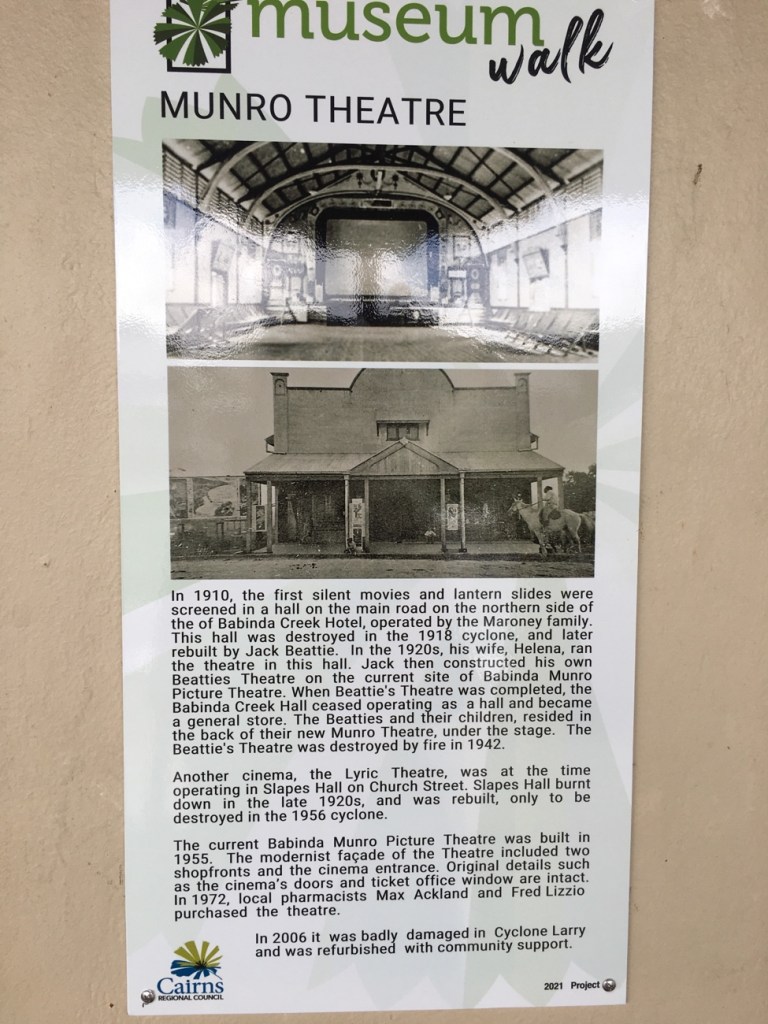 museum
walk
MUNRO THEATRE
In 1910, the first silent movies and lantern slides were
screened in a hall on the main road on the northern side of
the of Babinda Creek Hotel, operated by the Maroney family.
This hall was destroyed in the 1918 cyclone, and later
rebuilt by Jack Beattie. In the 1920s, his wife, Helena, ran
the theatre in this hall. Jack then constructed his own
Beatties Theatre on the current site of Babinda Munro
Picture Theatre. When Beattie's Theatre was completed, the
Babinda Creek Hall ceased operating as a hall and became
a general store. The Beatties and their children, resided in
the back of their new Munro Theatre, under the stage. The
Beattie's Theatre was destroyed by fire in 1942.
Another cinema, the Lyric Theatre, was at the time
operating in Slapes Hall on Church Street. Slapes Hall burnt
down in the late 1920s, and was rebuilt, only to be
destroyed in the 1956 cyclone.
The current Babinda Munro Picture Theatre was built in
1955. The modernist façade of the Theatre included two
shopfronts and the cinema entrance. Original details such
as the cinema's doors and ticket office window are intact.
In 1972, local pharmacists Max Ackland and Fred Lizzio
purchased the theatre.
In 2006 it was badly damaged in Cyclone Larry
and was refurbished with community support.
Cairns
REGIONAL COUNCIL
2021 Project